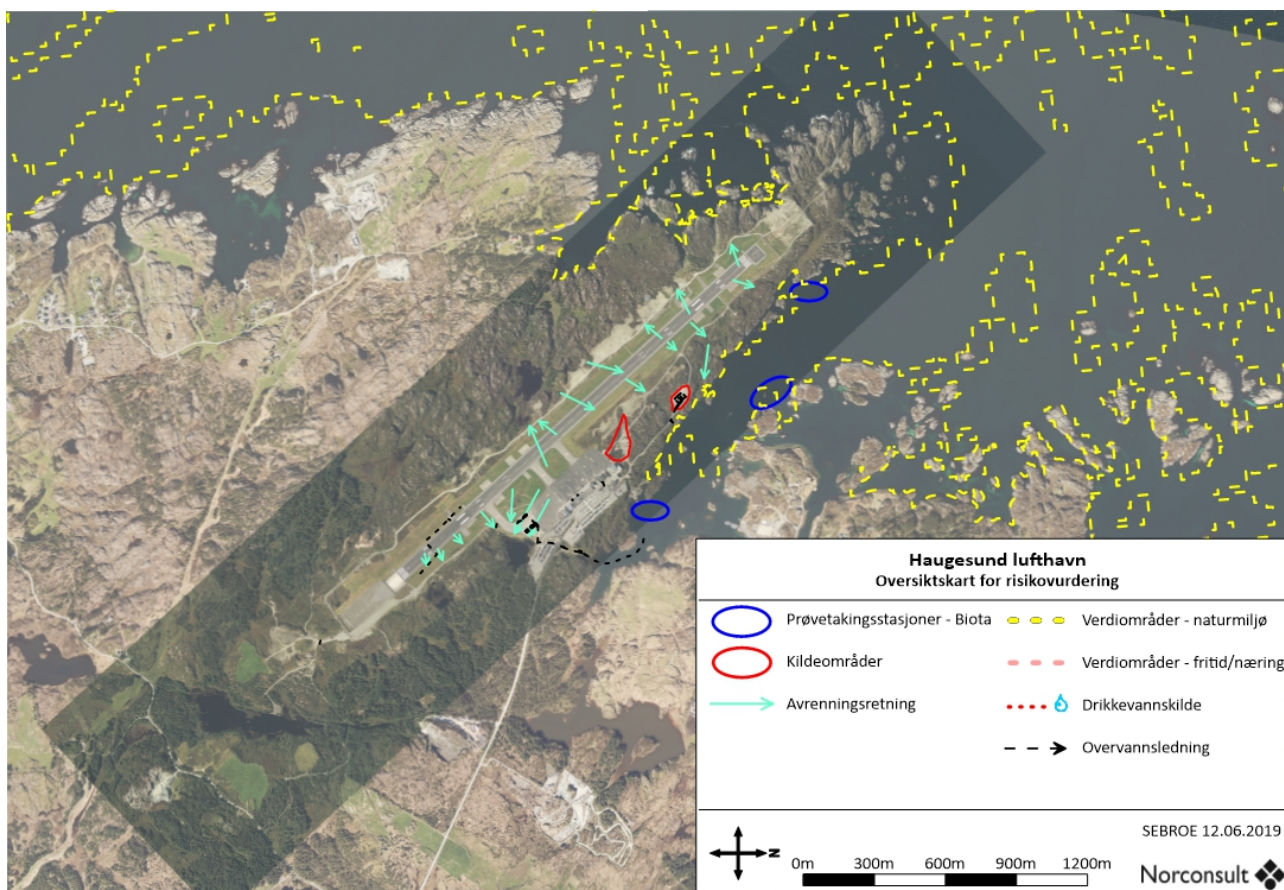 Haugesund lufthavn
Oversiktskart for risikovurdering
Prøvetakingsstasjoner - Biota
Verdiområder - naturmiljø
Kildeområder
Verdiområder - fritid/næring
Avrenningsretning
Drikkevannskilde
Overvannsledning
N
SEBROE 12.06.2019
0m 300m 600m 900m 1200m
Norconsult